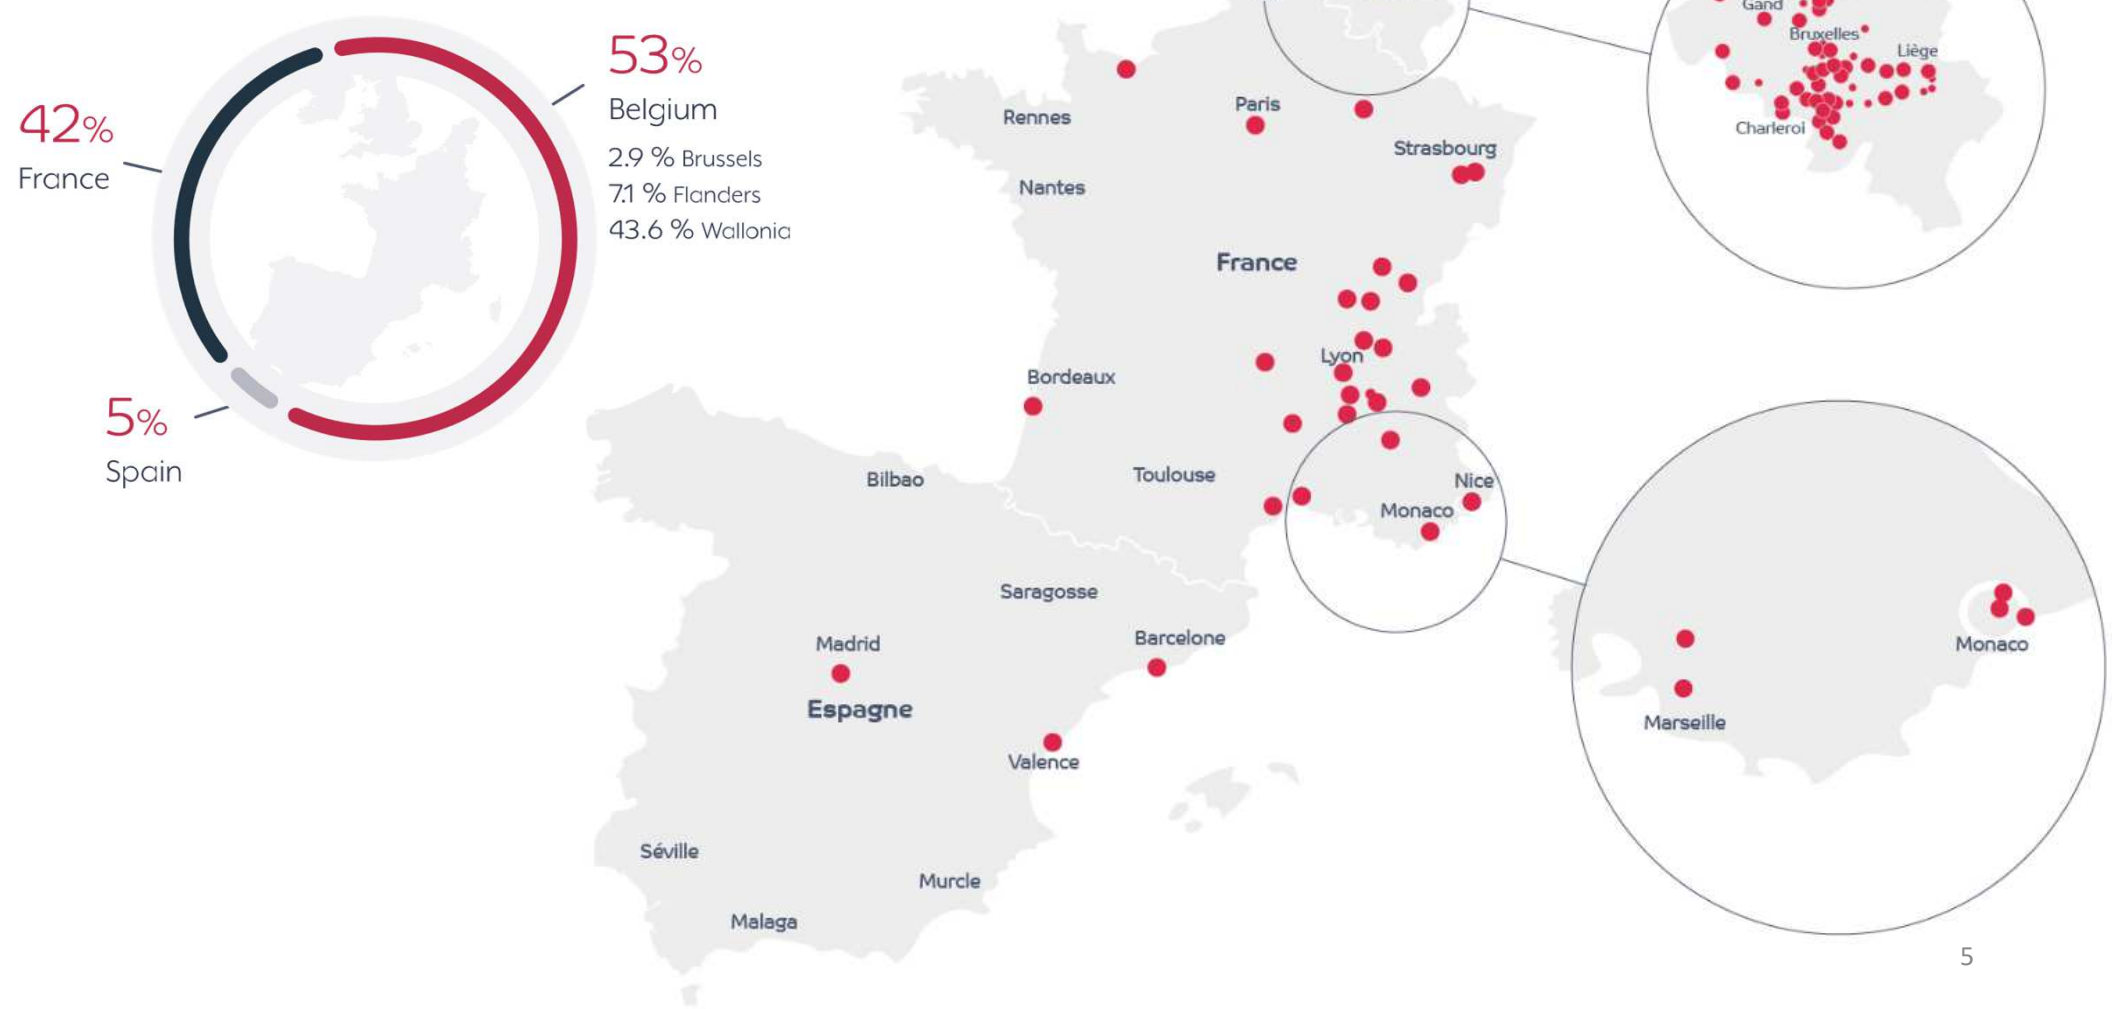 53%
Belgium
2.9 % Brussels
7.1 % Flanders
43.6 % Wallonia
42%
France
5%
Spain
Rennes
Paris
Strasbourg
Nantes
France
Lyon
Bordeaux
Bilbao
Toulouse
Nice
Monaco
Saragosse
Barcelone
Madrid
Espagne
Valence
Séville
Murcle
Malaga
Gand
Bruxelles
Liège
Charleroi
Monaco
Marseille
5